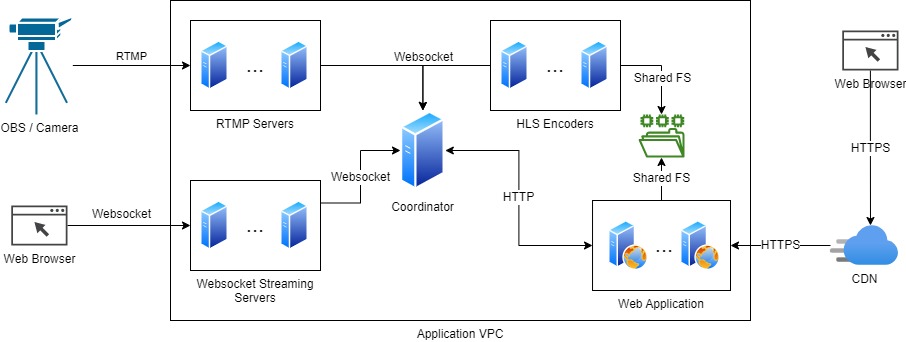 RTMP
Websocket
Shared FS
Web Browser
OBS / Camera
RTMP Servers
HLS Encoders
HTTPS
Websocket
Shared FS
HTTP
Coordinator
Websocket
Web Browser
HTTPS
Websocket Streaming
Servers
CDN
Web Application
Application VPC